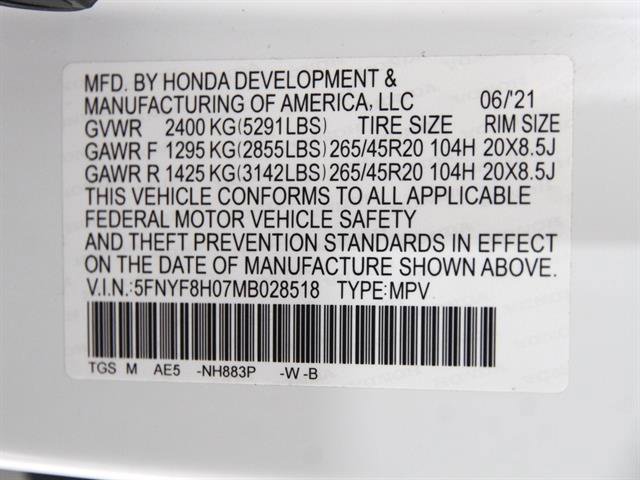 MFD. BY HONDA DEVELOPMENT &
MANUFACTURING OF AMERICA, LLC 06/'21
GVWR 2400 KG(5291LBS) TIRE SIZE RIM SIZE
GAWR F 1295 KG(2855LBS) 265/45R20 104H 20X8.5J
GAWR R 1425 KG(3142LBS) 265/45R20 104H 20X8.5J
THIS VEHICLE CONFORMS TO ALL APPLICABLE
FEDERAL MOTOR VEHICLE SAFETY
AND THEFT PREVENTION STANDARDS IN EFFECT
ON THE DATE OF MANUFACTURE SHOWN ABOVE.
V.I.N.:5FNYF8H07MB028518 TYPE:MPV
TGS M AE5 -NH883P -W -B